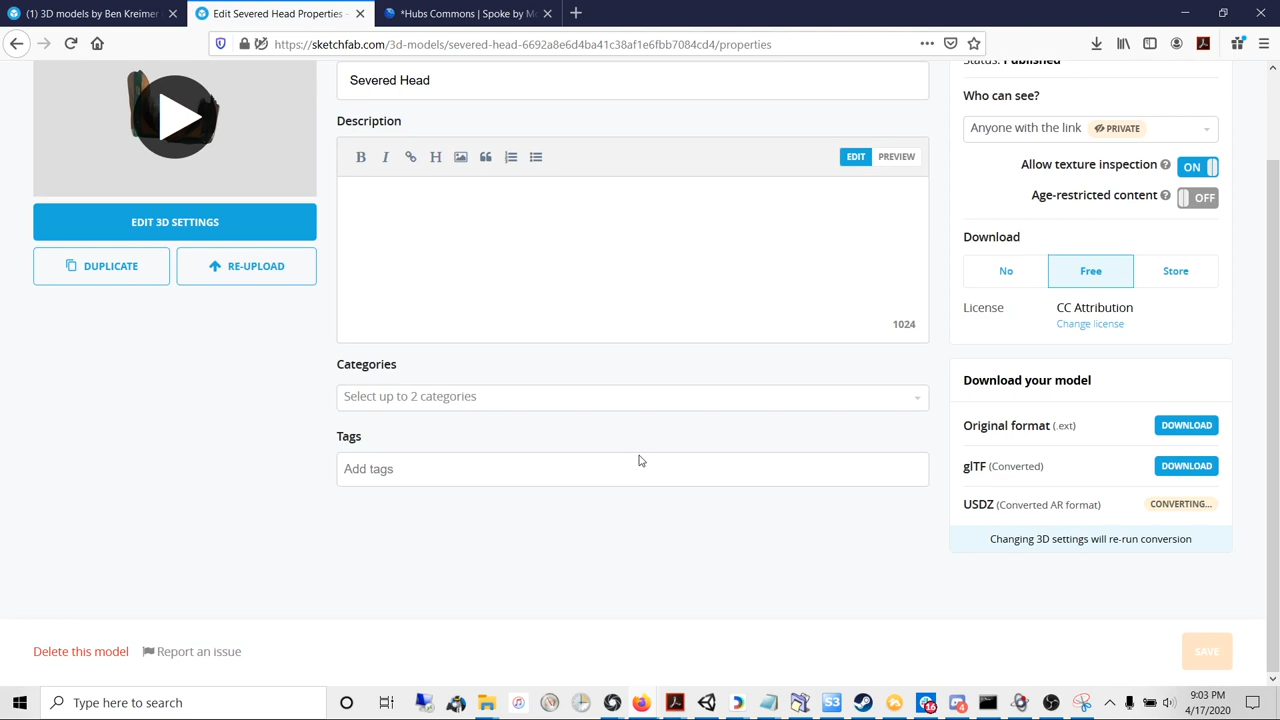 (1) 3D models by Ben Kreimer
Edit Severed Head Properties -
*Hubs Commons | Spoke by M
https://sketchfab.com/3d-models/severed-head-6692a8e6d4ba41c38af1e6fbb7084cd4/properties
Severed Head
Description
B I H
EDIT PREVIEW
1024
EDIT 3D SETTINGS
DUPLICATE
RE-UPLOAD
Categories
Select up to 2 categories
Tags
Add tags
Status: Published
Who can see?
Anyone with the link PRIVATE
Allow texture inspection ? ON
Age-restricted content ? OFF
Download
No Free Store
License CC Attribution
Change license
Download your model
Original format (.ext) DOWNLOAD
glTF (Converted) DOWNLOAD
USDZ (Converted AR format) CONVERTING...
Changing 3D settings will re-run conversion
Delete this model Report an issue
SAVE
Type here to search
S3
16
4
9:03 PM
4/17/2020